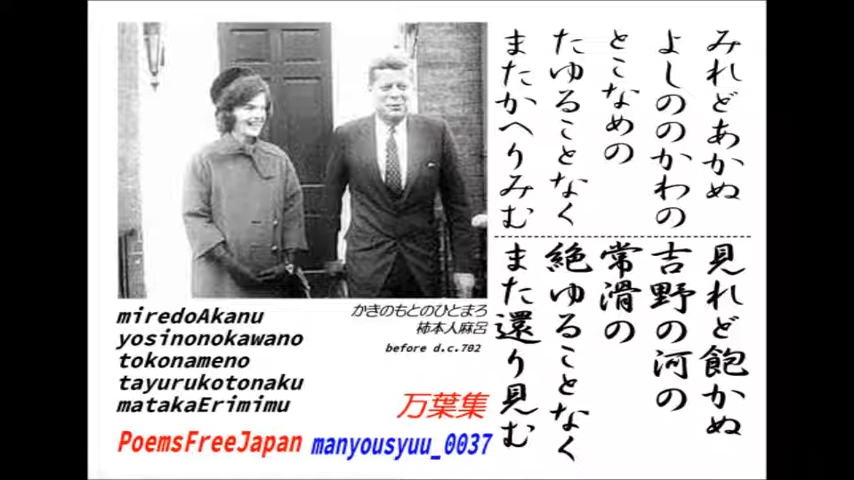 みれどあかぬ
よしののかわの
とこなめの
たゆることなく
またかへりみむ
見れど飽かぬ
吉野の河の
常滑の
絶ゆることなく
また還り見む
miredoAkanu
yosinonokawano
tokonameno
tayurukotonaku
matakaErimimu
かきのもとのひとまろ
柿本人麻呂
before d.c.702
万葉集
PoemsFreeJapan manyousyuu_0037